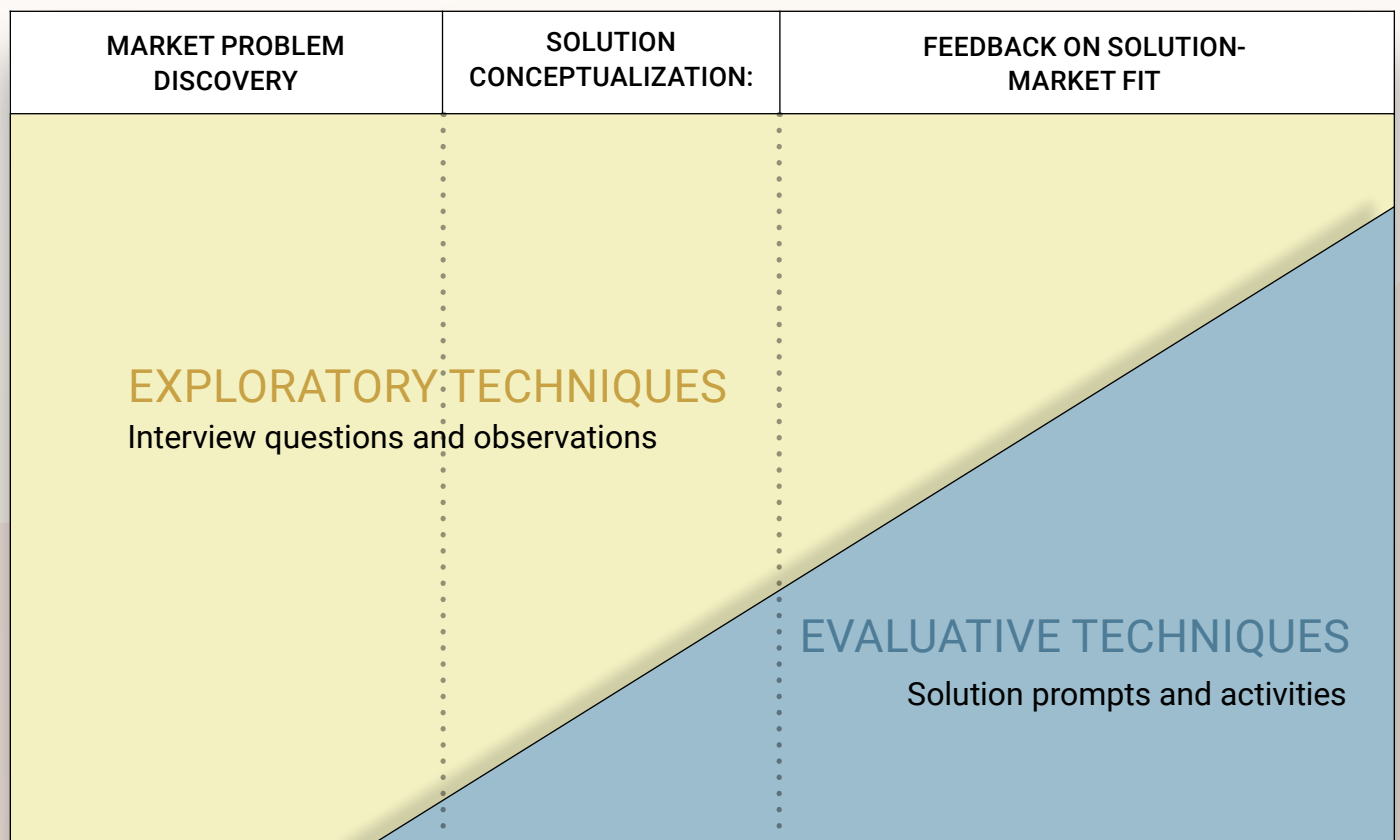 MARKET PROBLEM
DISCOVERY
SOLUTION
CONCEPTUALIZATION:
FEEDBACK ON SOLUTION-
MARKET FIT
EXPLORATORY TECHNIQUES
Interview questions and observations
EVALUATIVE TECHNIQUES
Solution prompts and activities